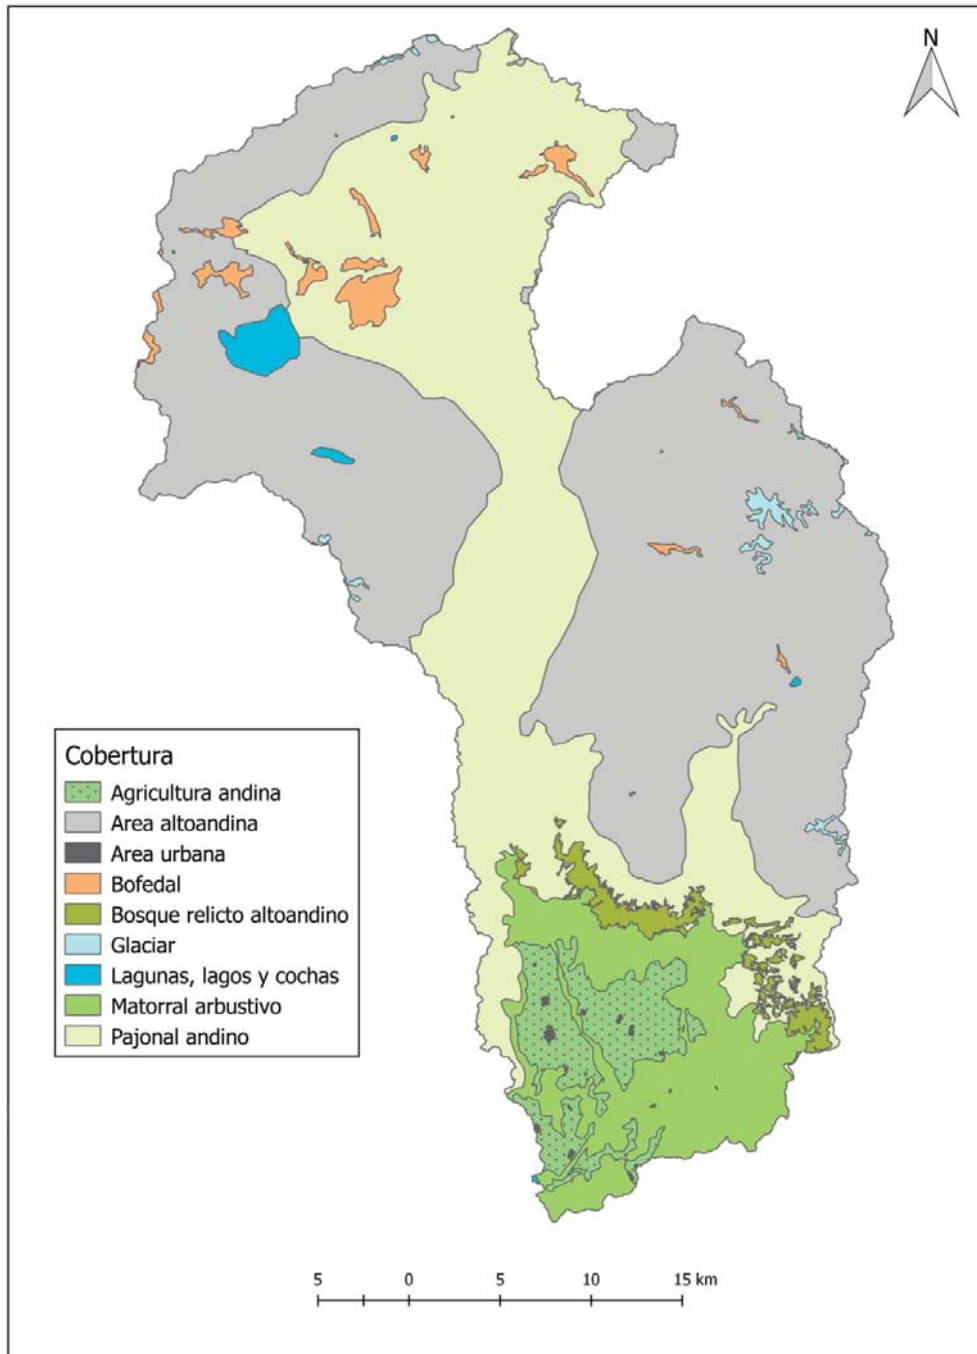 N
Cobertura
Agricultura andina
Area altoandina
Area urbana
Bofedal
Bosque relicto altoandino
Glaciar
Lagunas, lagos y cochas
Matorral arbustivo
Pajonal andino
5 0 5 10 15 km